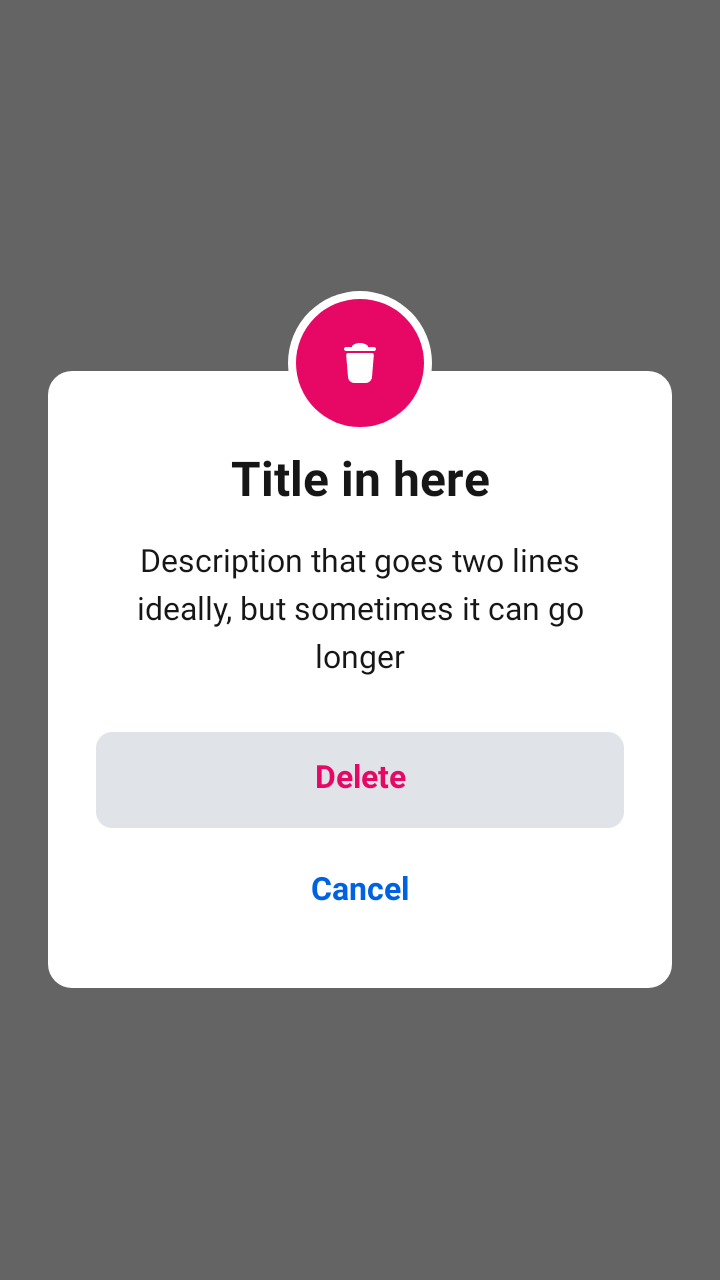 Title in here
Description that goes two lines
ideally, but sometimes it can go
longer
Delete
Cancel